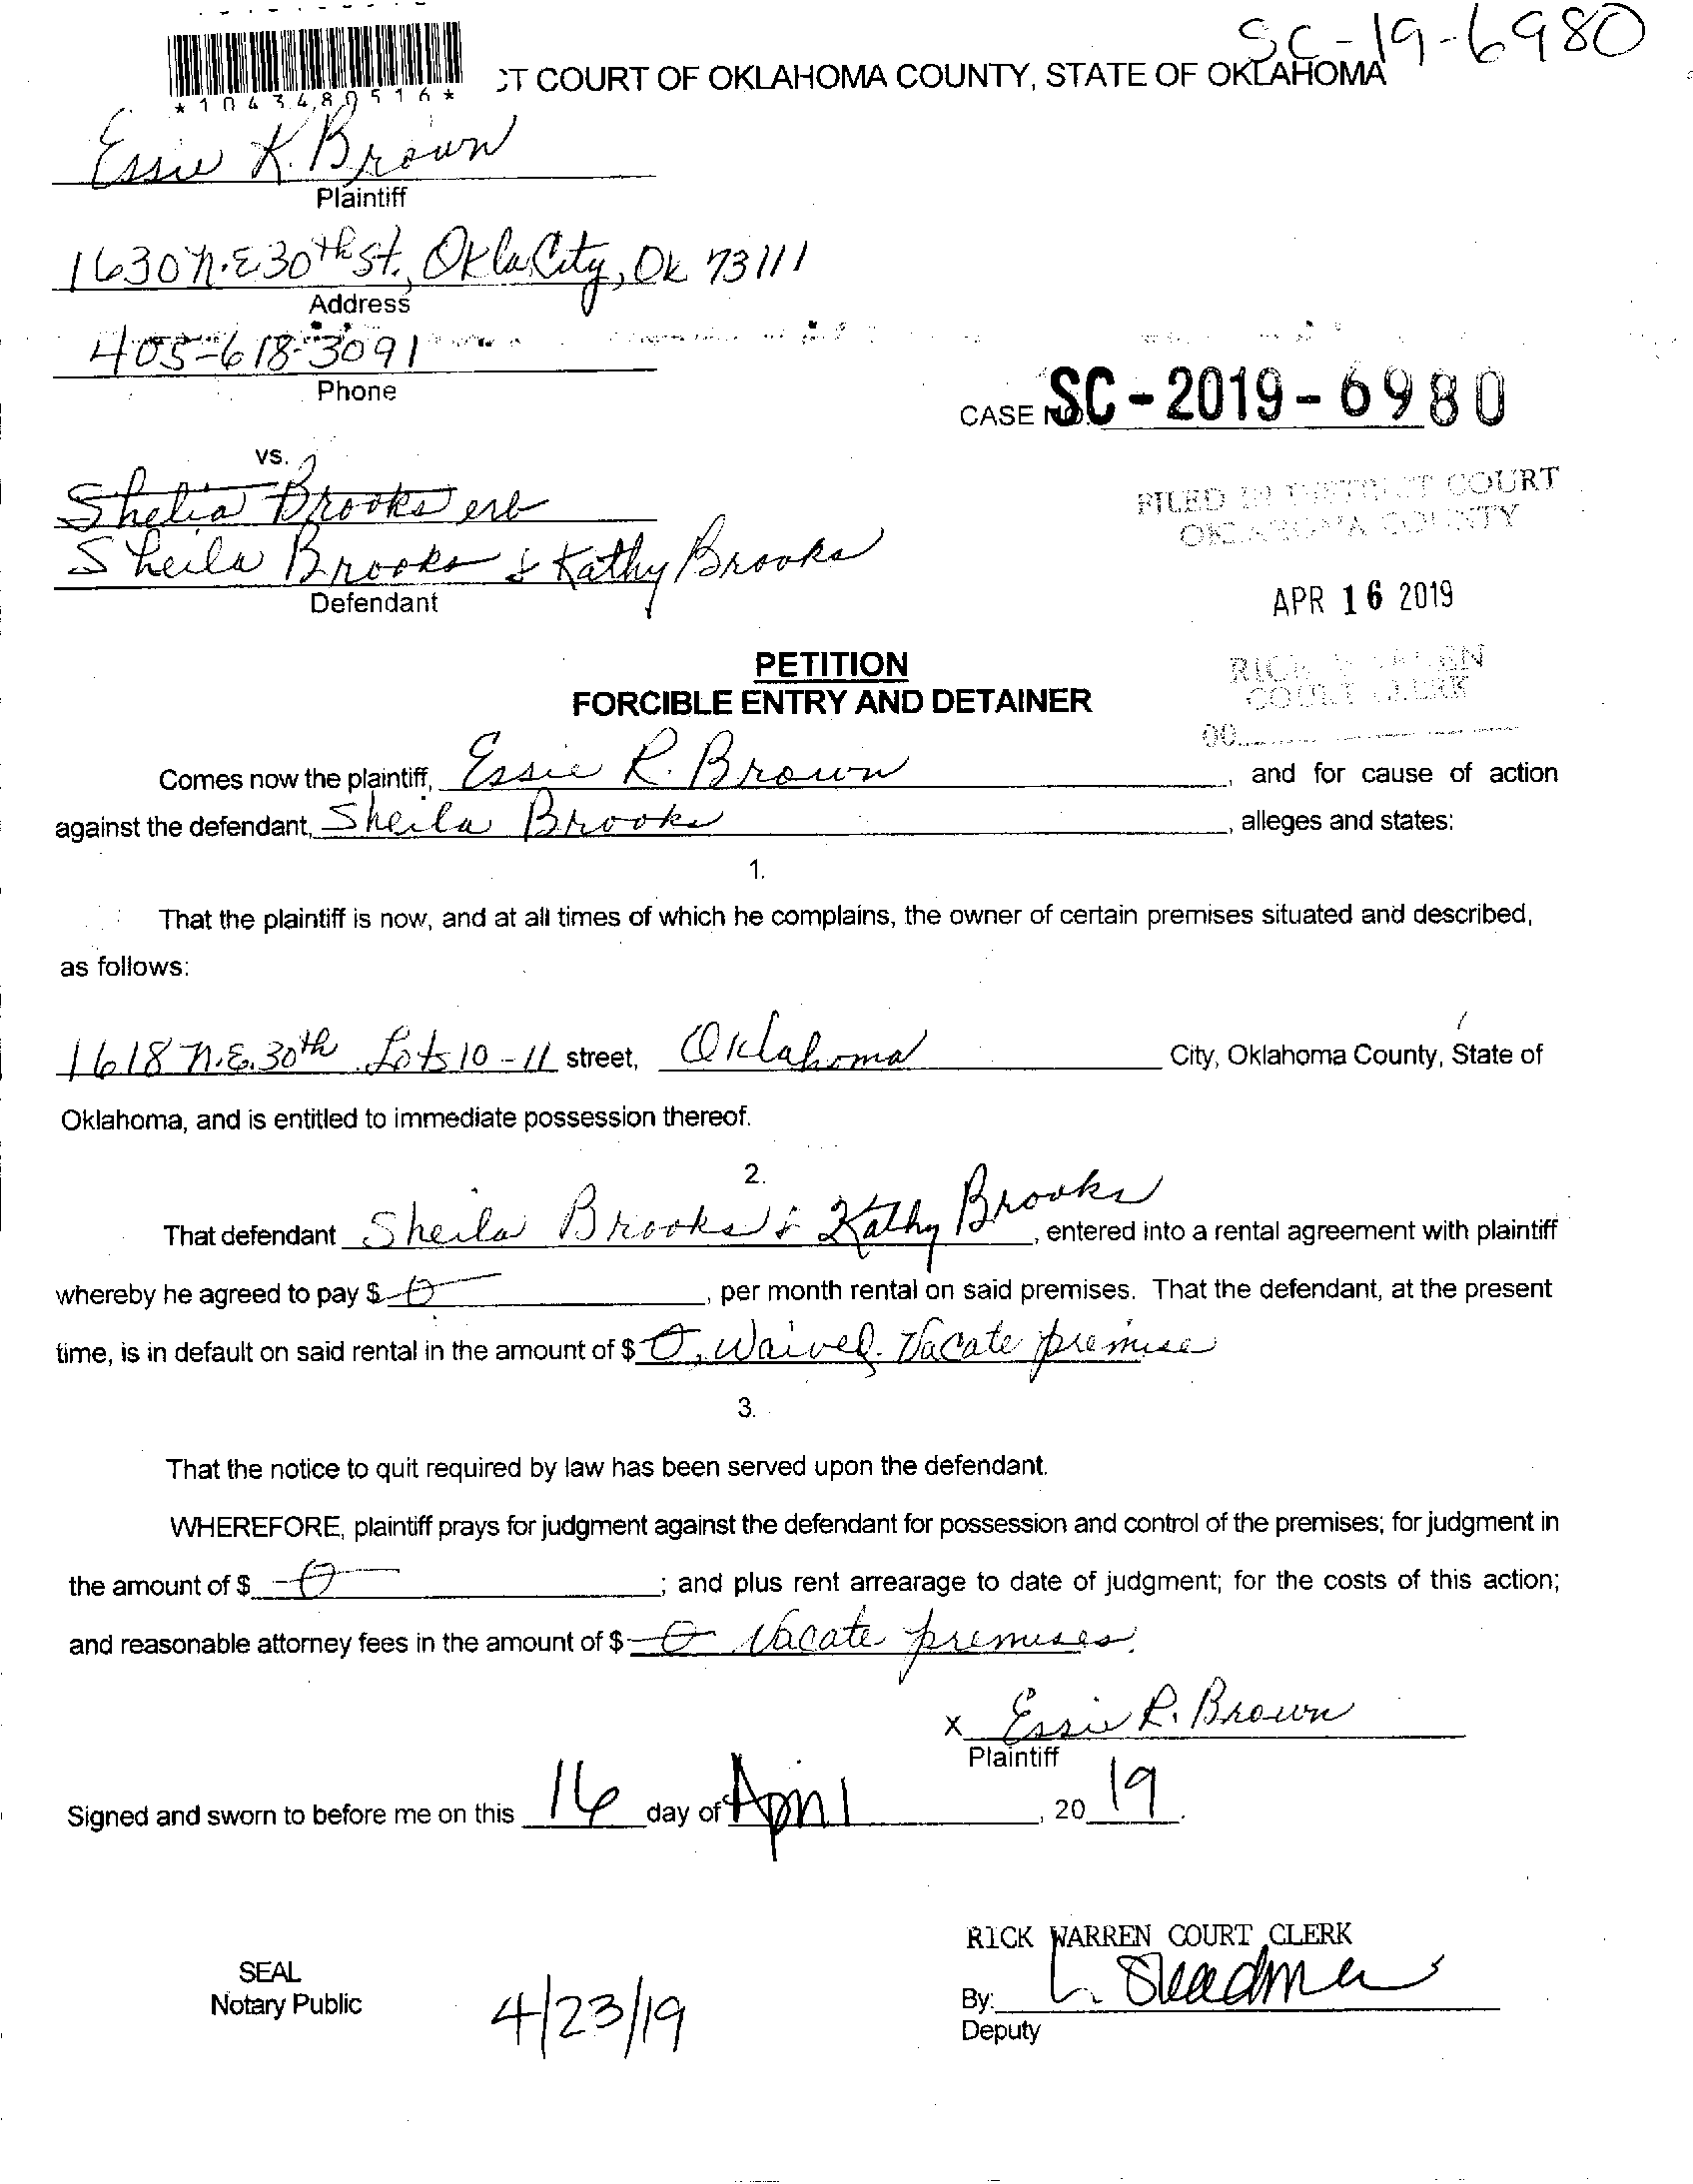 SC-19-6980
CT COURT OF OKLAHOMA COUNTY, STATE OF OKLAHOMA
*1043480516*
Essie R. Brown
Plaintiff
1630 N.E 30th St., Okla City, Ok 73111
Address
405-618-3091
Phone
CASE NO. SC-2019-6980
vs.
Shelia Brooks erb
Sheila Brooks & Kathy Brooks
Defendant
FILED IN DISTRICT COURT
OKLAHOMA COUNTY
APR 16 2019
RICK WARREN
COURT CLERK
PETITION
FORCIBLE ENTRY AND DETAINER
Comes now the plaintiff, Essie R. Brown, and for cause of action
against the defendant, Sheila Brooks, alleges and states:
1.
That the plaintiff is now, and at all times of which he complains, the owner of certain premises situated and described,
as follows:
1618 N.E. 30th Lots 10-11 street, Oklahoma City, Oklahoma County, State of
Oklahoma, and is entitled to immediate possession thereof.
2.
That defendant Sheila Brooks & Kathy Brooks, entered into a rental agreement with plaintiff
whereby he agreed to pay $ 0, per month rental on said premises. That the defendant, at the present
time, is in default on said rental in the amount of $ 0, Waived. Vacate premise
3.
That the notice to quit required by law has been served upon the defendant.
WHEREFORE, plaintiff prays for judgment against the defendant for possession and control of the premises; for judgment in
the amount of $ 0; and plus rent arrearage to date of judgment; for the costs of this action;
and reasonable attorney fees in the amount of $ 0 Vacate premises.
x Essie R. Brown
Plaintiff
Signed and sworn to before me on this 16 day of April, 2019.
RICK WARREN COURT CLERK
SEAL
Notary Public
4/23/19
By:
Deputy